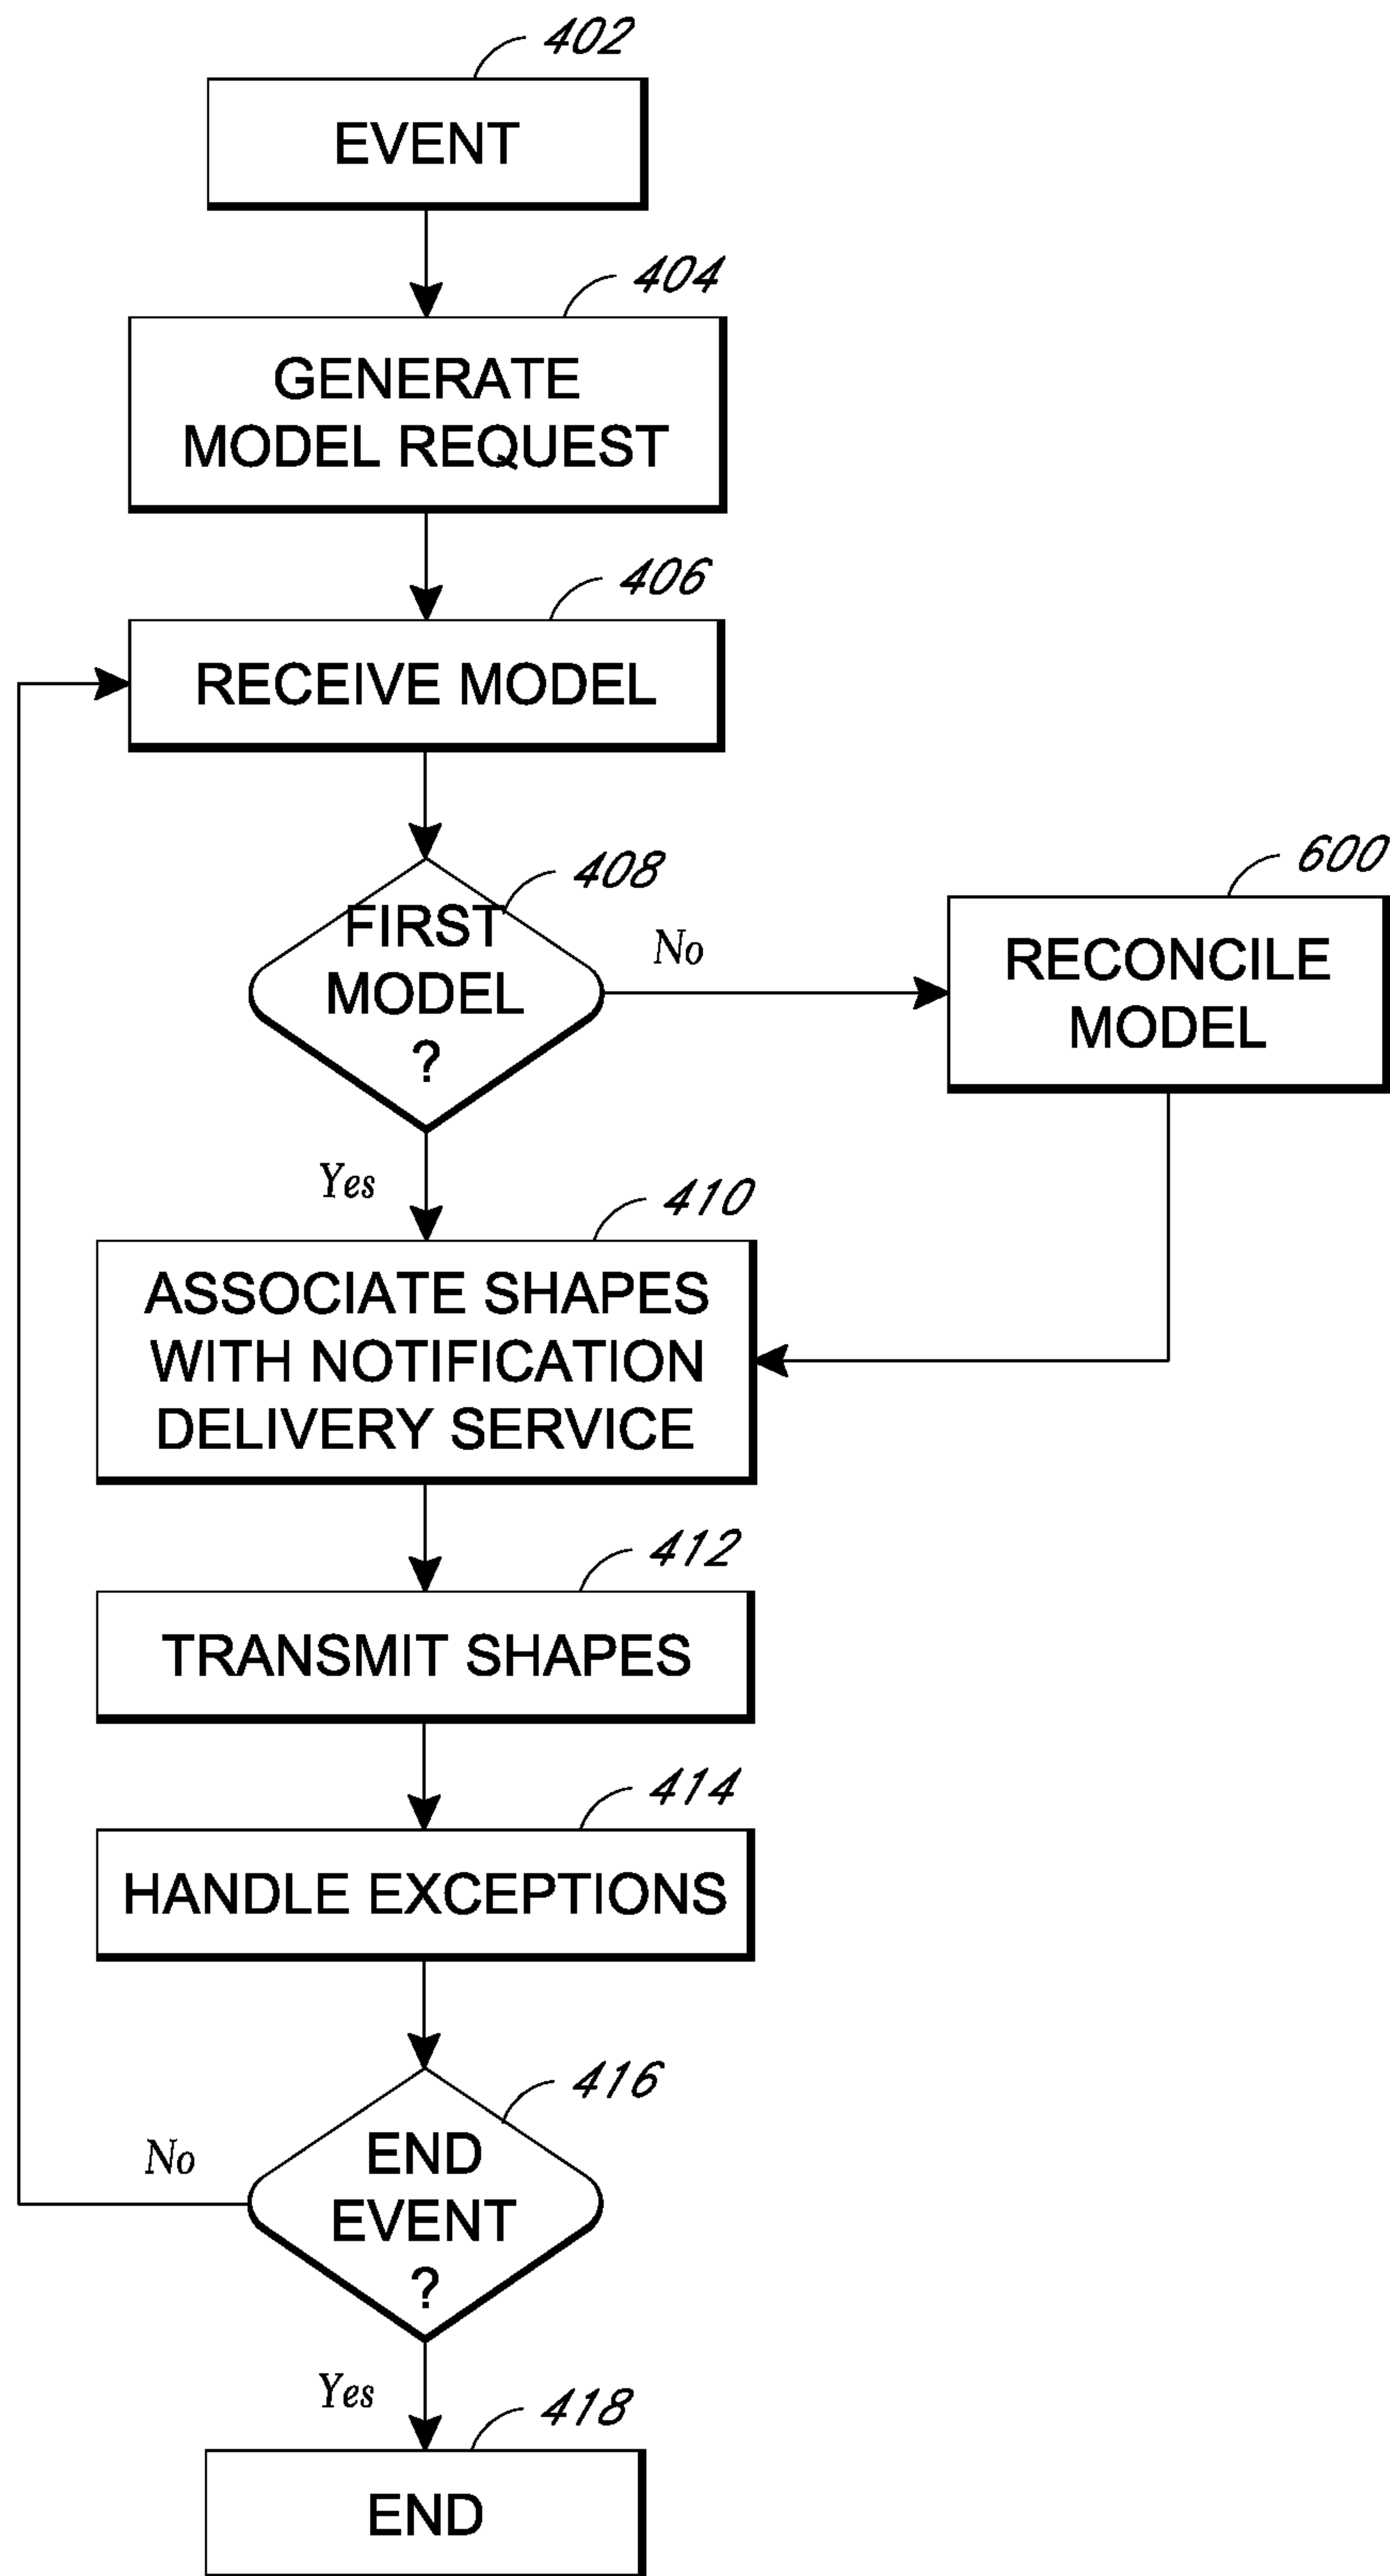 402
EVENT
404
GENERATE
MODEL REQUEST
406
RECEIVE MODEL
408
FIRST
MODEL
?
No
600
RECONCILE
MODEL
Yes
410
ASSOCIATE SHAPES
WITH NOTIFICATION
DELIVERY SERVICE
412
TRANSMIT SHAPES
414
HANDLE EXCEPTIONS
416
END
EVENT
?
No
Yes
418
END